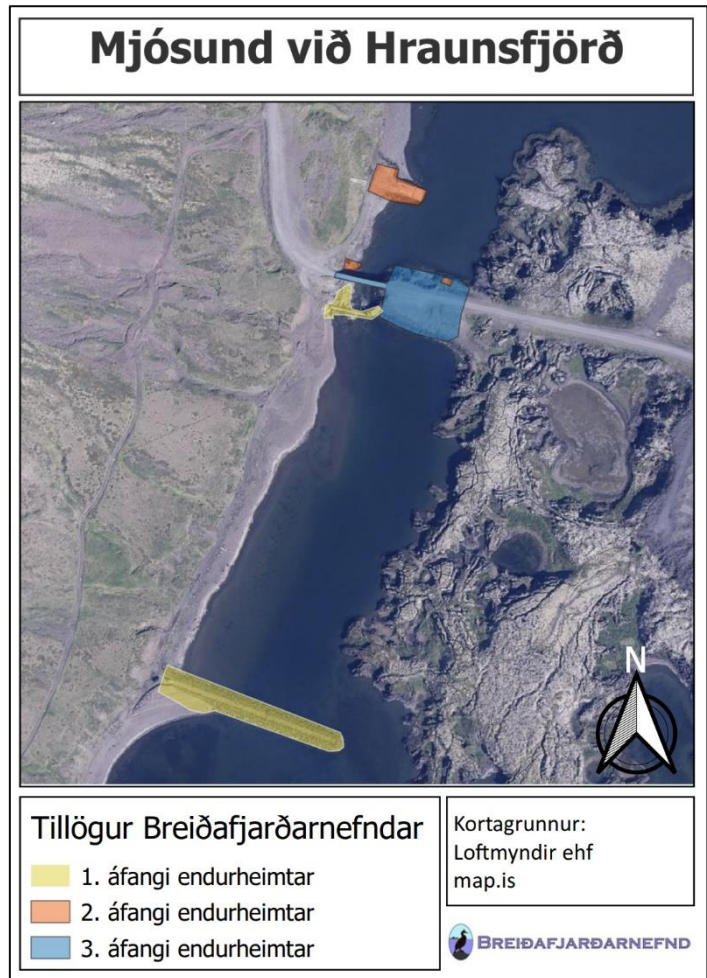 Mjósund við Hraunsfjörð
N
Tillögur Breiðafjarðarnefndar
1. áfangi endurheimtar
2. áfangi endurheimtar
3. áfangi endurheimtar
Kortagrunnur:
Loftmyndir ehf
map.is
BREIÐAFJARÐARNEFND